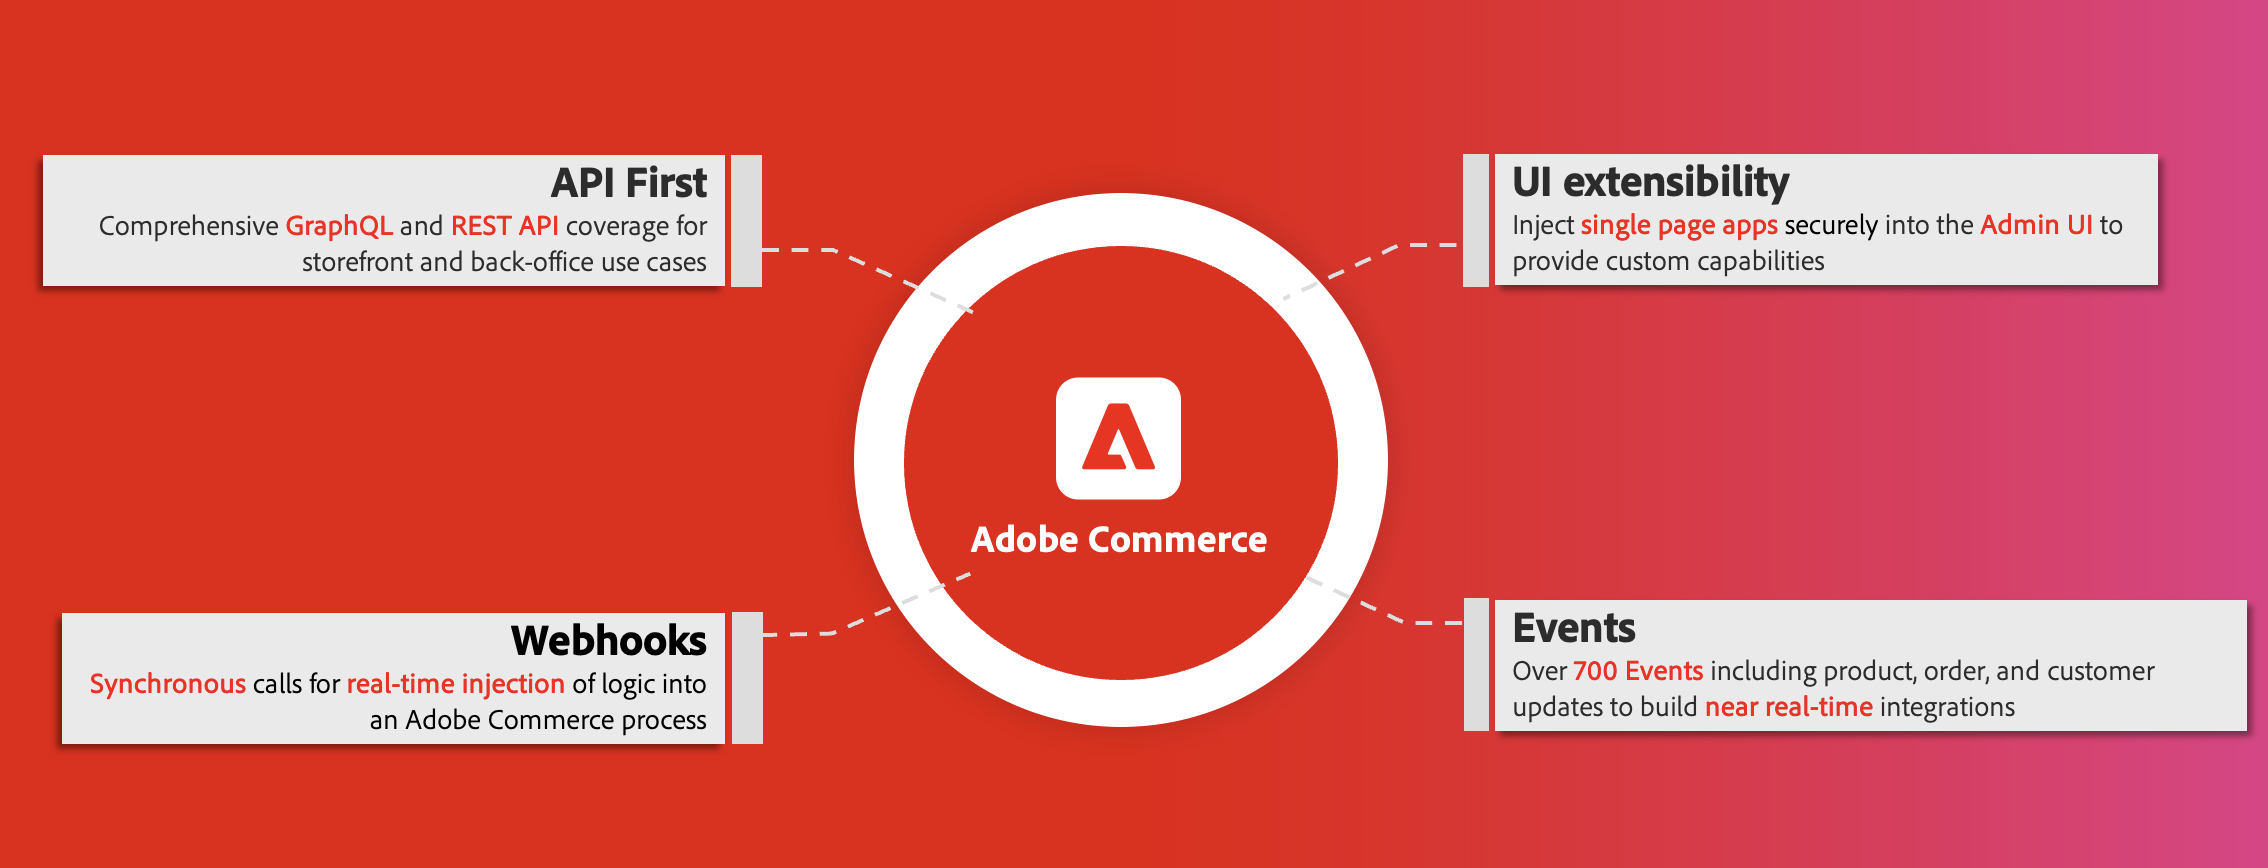 API First
Comprehensive GraphQL and REST API coverage for
storefront and back-office use cases
UI extensibility
Inject single page apps securely into the Admin UI to
provide custom capabilities
Adobe Commerce
Webhooks
Synchronous calls for real-time injection of logic into
an Adobe Commerce process
Events
Over 700 Events including product, order, and customer
updates to build near real-time integrations